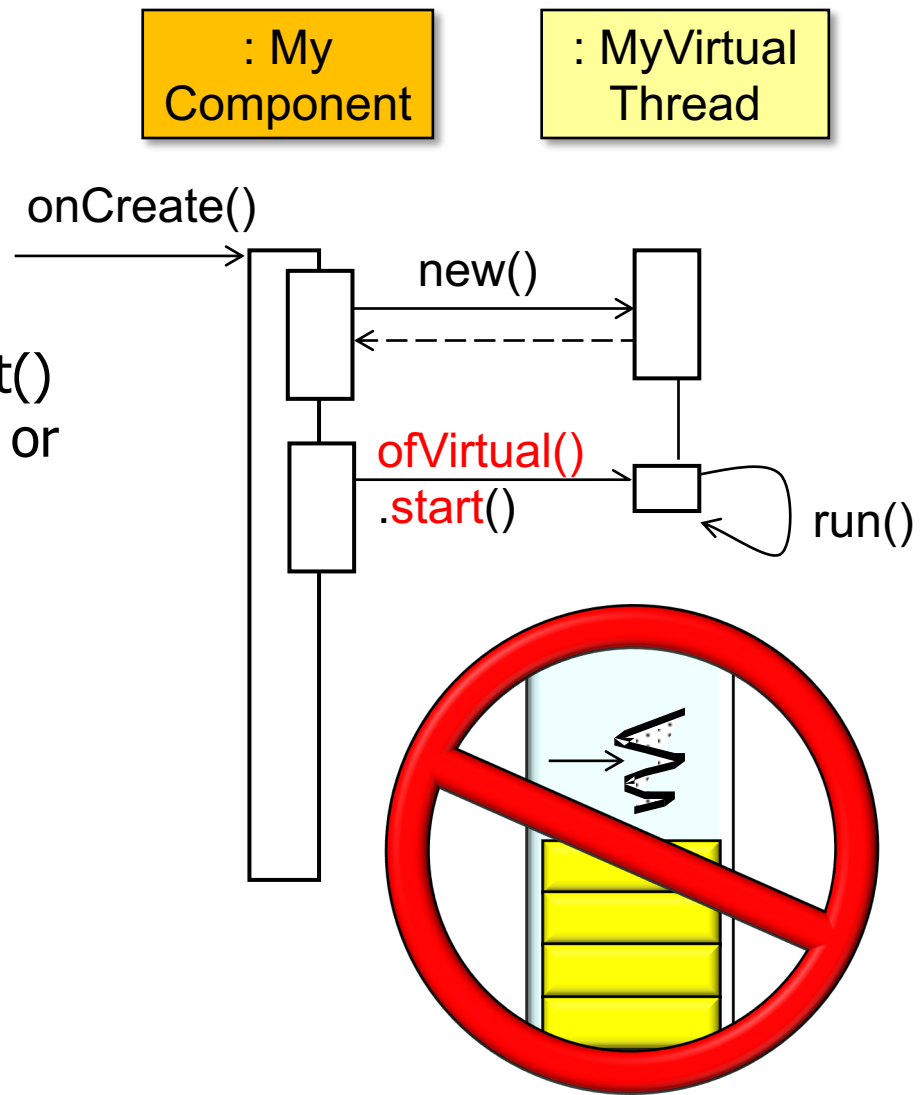 : My
Component
: MyVirtual
Thread
onCreate()
new()
t()
or
ofVirtual()
.start()
run()